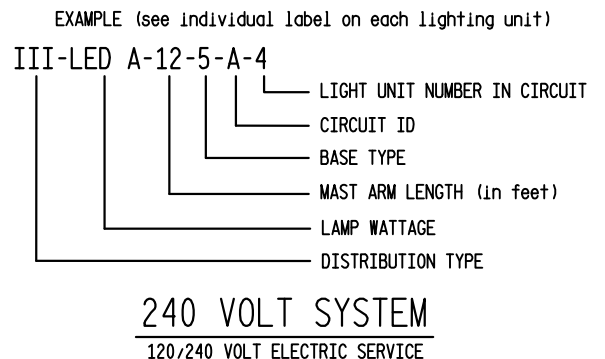 EXAMPLE (see individual label on each lighting unit)
III-LED A-12-5-A-4
LIGHT UNIT NUMBER IN CIRCUIT
CIRCUIT ID
BASE TYPE
MAST ARM LENGTH (in feet)
LAMP WATTAGE
DISTRIBUTION TYPE
240 VOLT SYSTEM
120/240 VOLT ELECTRIC SERVICE